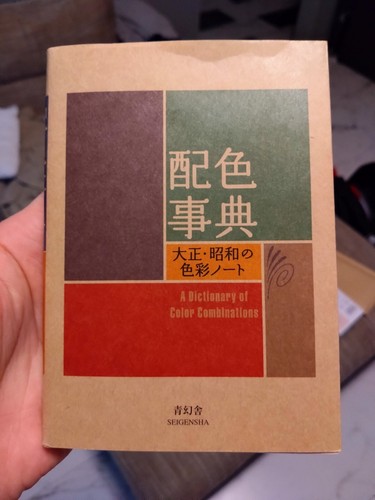 配色
事典
大正・昭和の
色彩ノート
A Dictionary of
Color Combinations
青幻舎
SEIGENSHA